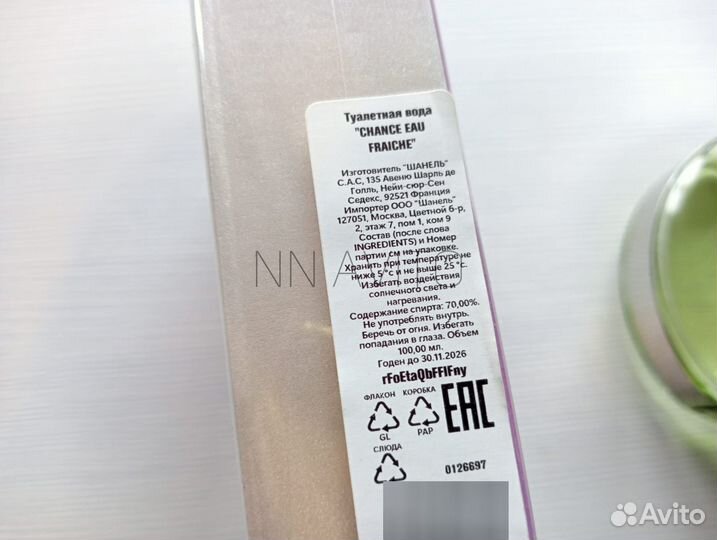 Туалетная вода
"CHANCE EAU
FRAICHE"
Изготовитель "ШАНЕЛЬ"
С.А.С, 135 Авеню Шарль де
Голль, Нейи-сюр-Сен
Седекс, 92521 Франция
Импортер ООО "Шанель"
127051, Москва, Цветной б-р,
2, этаж 7, пом 1, ком 9
Состав (после слова
INGREDIENTS) и Номер
партии см на упаковке.
Хранить при температуре не
ниже 5 °с и не выше 25 °с.
Избегать воздействия
солнечного света и
нагревания.
Содержание спирта: 70,00%.
Не употреблять внутрь.
Беречь от огня. Избегать
попадания в глаза. Объем
100,00 мл.
Годен до 30.11.2026
rFoEtaQbFFIFny
ФЛАКОН КОРОБКА
GL PAP
EAC
СЛЮДА
0126697
NN
Avito